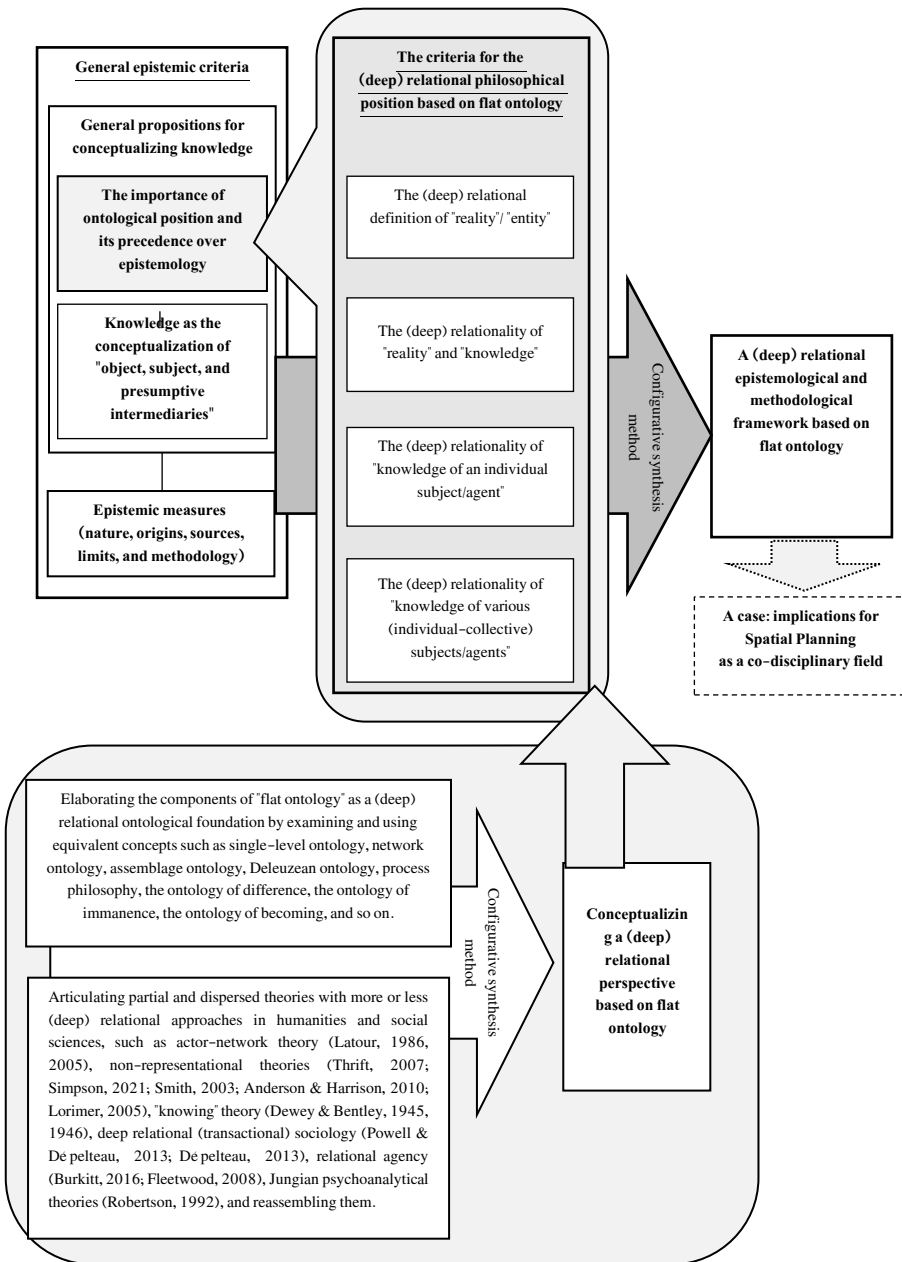 General epistemic criteria
General propositions for
conceptualizing knowledge
The importance of
ontological position and
its precedence over
epistemology
Knowledge as the
conceptualization of
"object, subject, and
presumptive
intermediaries"
Epistemic measures
(nature, origins, sources,
limits, and methodology)
The criteria for the
(deep) relational philosophical
position based on flat ontology
The (deep) relational
definition of "reality"/ "entity"
The (deep) relationality of
"reality" and "knowledge"
The (deep) relationality of
"knowledge of an individual
subject/agent"
The (deep) relationality of
"knowledge of various
(individual-collective)
subjects/agents"
Configurative synthesis
method
A (deep) relational
epistemological and
methodological
framework based on
flat ontology
A case: implications for
Spatial Planning
as a co-disciplinary field
Elaborating the components of "flat ontology" as a (deep)
relational ontological foundation by examining and using
equivalent concepts such as single-level ontology, network
ontology, assemblage ontology, Deleuzean ontology, process
philosophy, the ontology of difference, the ontology of
immanence, the ontology of becoming, and so on.
Articulating partial and dispersed theories with more or less
(deep) relational approaches in humanities and social
sciences, such as actor-network theory (Latour, 1986,
2005), non-representational theories (Thrift, 2007;
Simpson, 2021; Smith, 2003; Anderson & Harrison, 2010;
Lorimer, 2005), "knowing" theory (Dewey & Bentley, 1945,
1946), deep relational (transactional) sociology (Powell &
Dépelteau, 2013; Dépelteau, 2013), relational agency
(Burkitt, 2016; Fleetwood, 2008), Jungian psychoanalytical
theories (Robertson, 1992), and reassembling them.
Configurative synthesis
method
Conceptualizin
g a (deep)
relational
perspective
based on flat
ontology